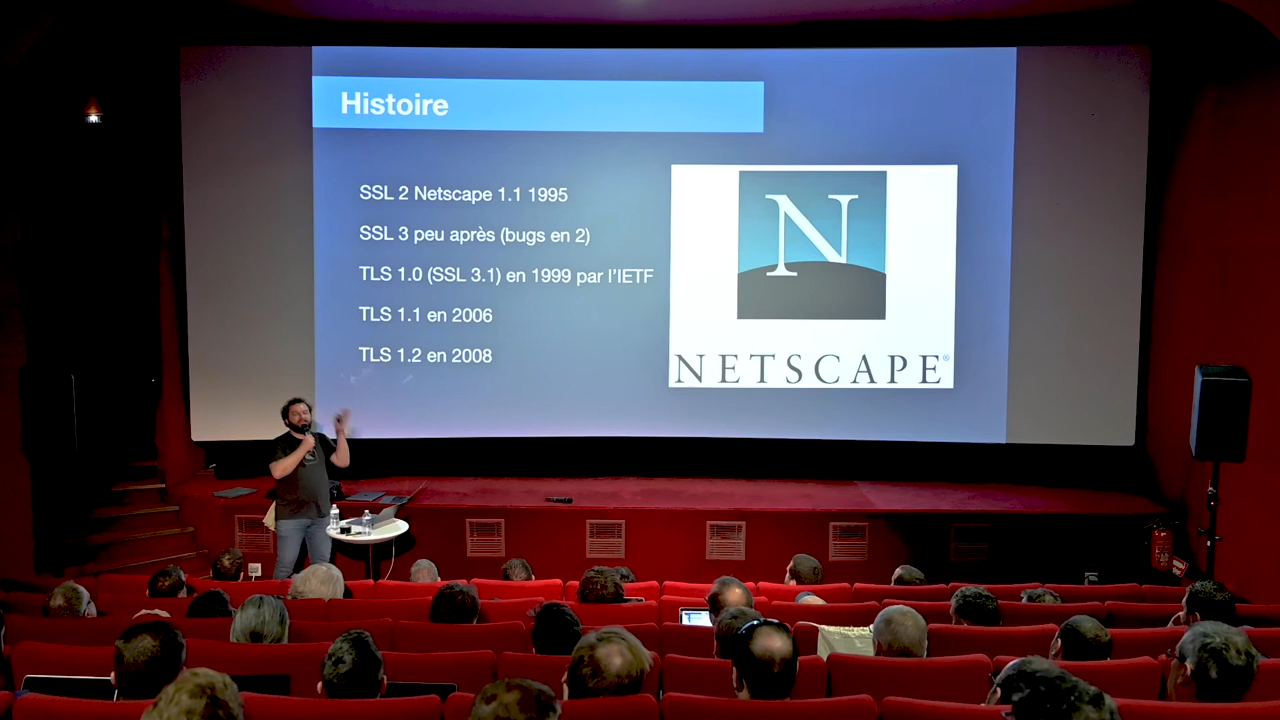 Histoire
SSL 2 Netscape 1.1 1995
SSL 3 peu après (bugs en 2)
TLS 1.0 (SSL 3.1) en 1999 par l'IETF
TLS 1.1 en 2006
TLS 1.2 en 2008
N
NETSCAPE®